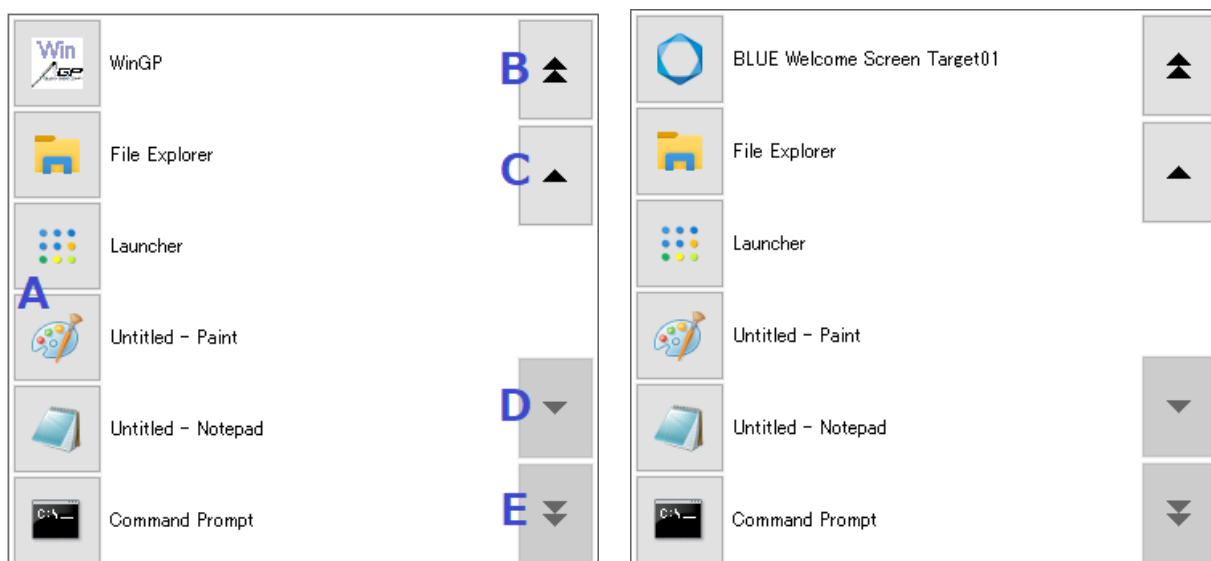 Win
GP
WinGP
B
File Explorer
C
Launcher
A
Untitled - Paint
D
Untitled - Notepad
C:\_
Command Prompt
E
BLUE Welcome Screen Target01
File Explorer
Launcher
Untitled - Paint
Untitled - Notepad
C:\_
Command Prompt